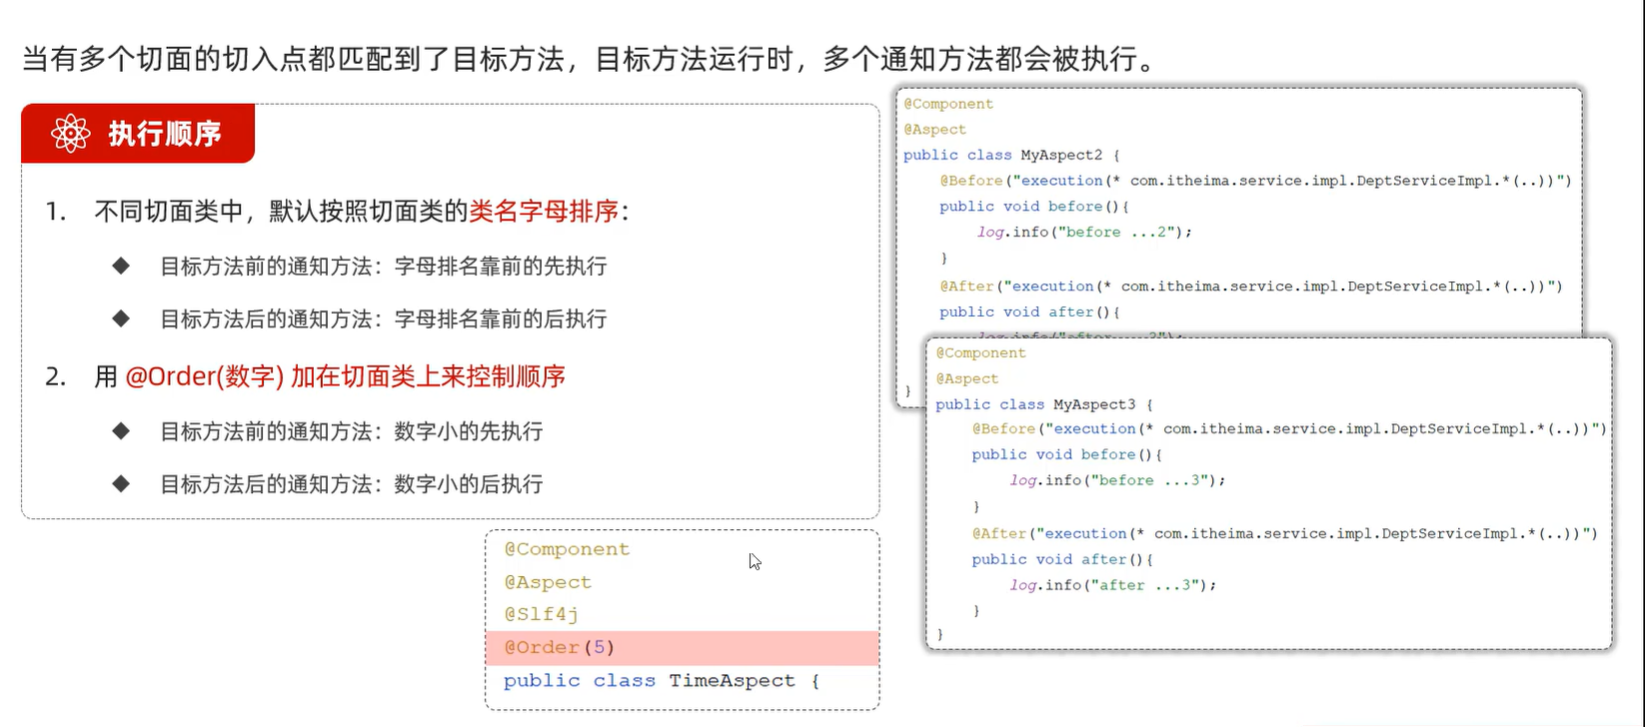 当有多个切面的切入点都匹配到了目标方法，目标方法运行时，多个通知方法都会被执行。
执行顺序
1. 不同切面类中，默认按照切面类的类名字母排序：
◆ 目标方法前的通知方法：字母排名靠前的先执行
◆ 目标方法后的通知方法：字母排名靠前的后执行
2. 用 @Order(数字) 加在切面类上来控制顺序
◆ 目标方法前的通知方法：数字小的先执行
◆ 目标方法后的通知方法：数字小的后执行
@Component
@Aspect
@Slf4j
@Order(5)
public class TimeAspect {
@Component
@Aspect
public class MyAspect2 {
@Before("execution(* com.itheima.service.impl.DeptServiceImpl.*(..))")
public void before(){
log.info("before ...2");
}
@After("execution(* com.itheima.service.impl.DeptServiceImpl.*(..))")
public void after(){
}
@Component
@Aspect
public class MyAspect3 {
@Before("execution(* com.itheima.service.impl.DeptServiceImpl.*(..))")
public void before(){
log.info("before ...3");
}
@After("execution(* com.itheima.service.impl.DeptServiceImpl.*(..))")
public void after(){
log.info("after ...3");
}
}